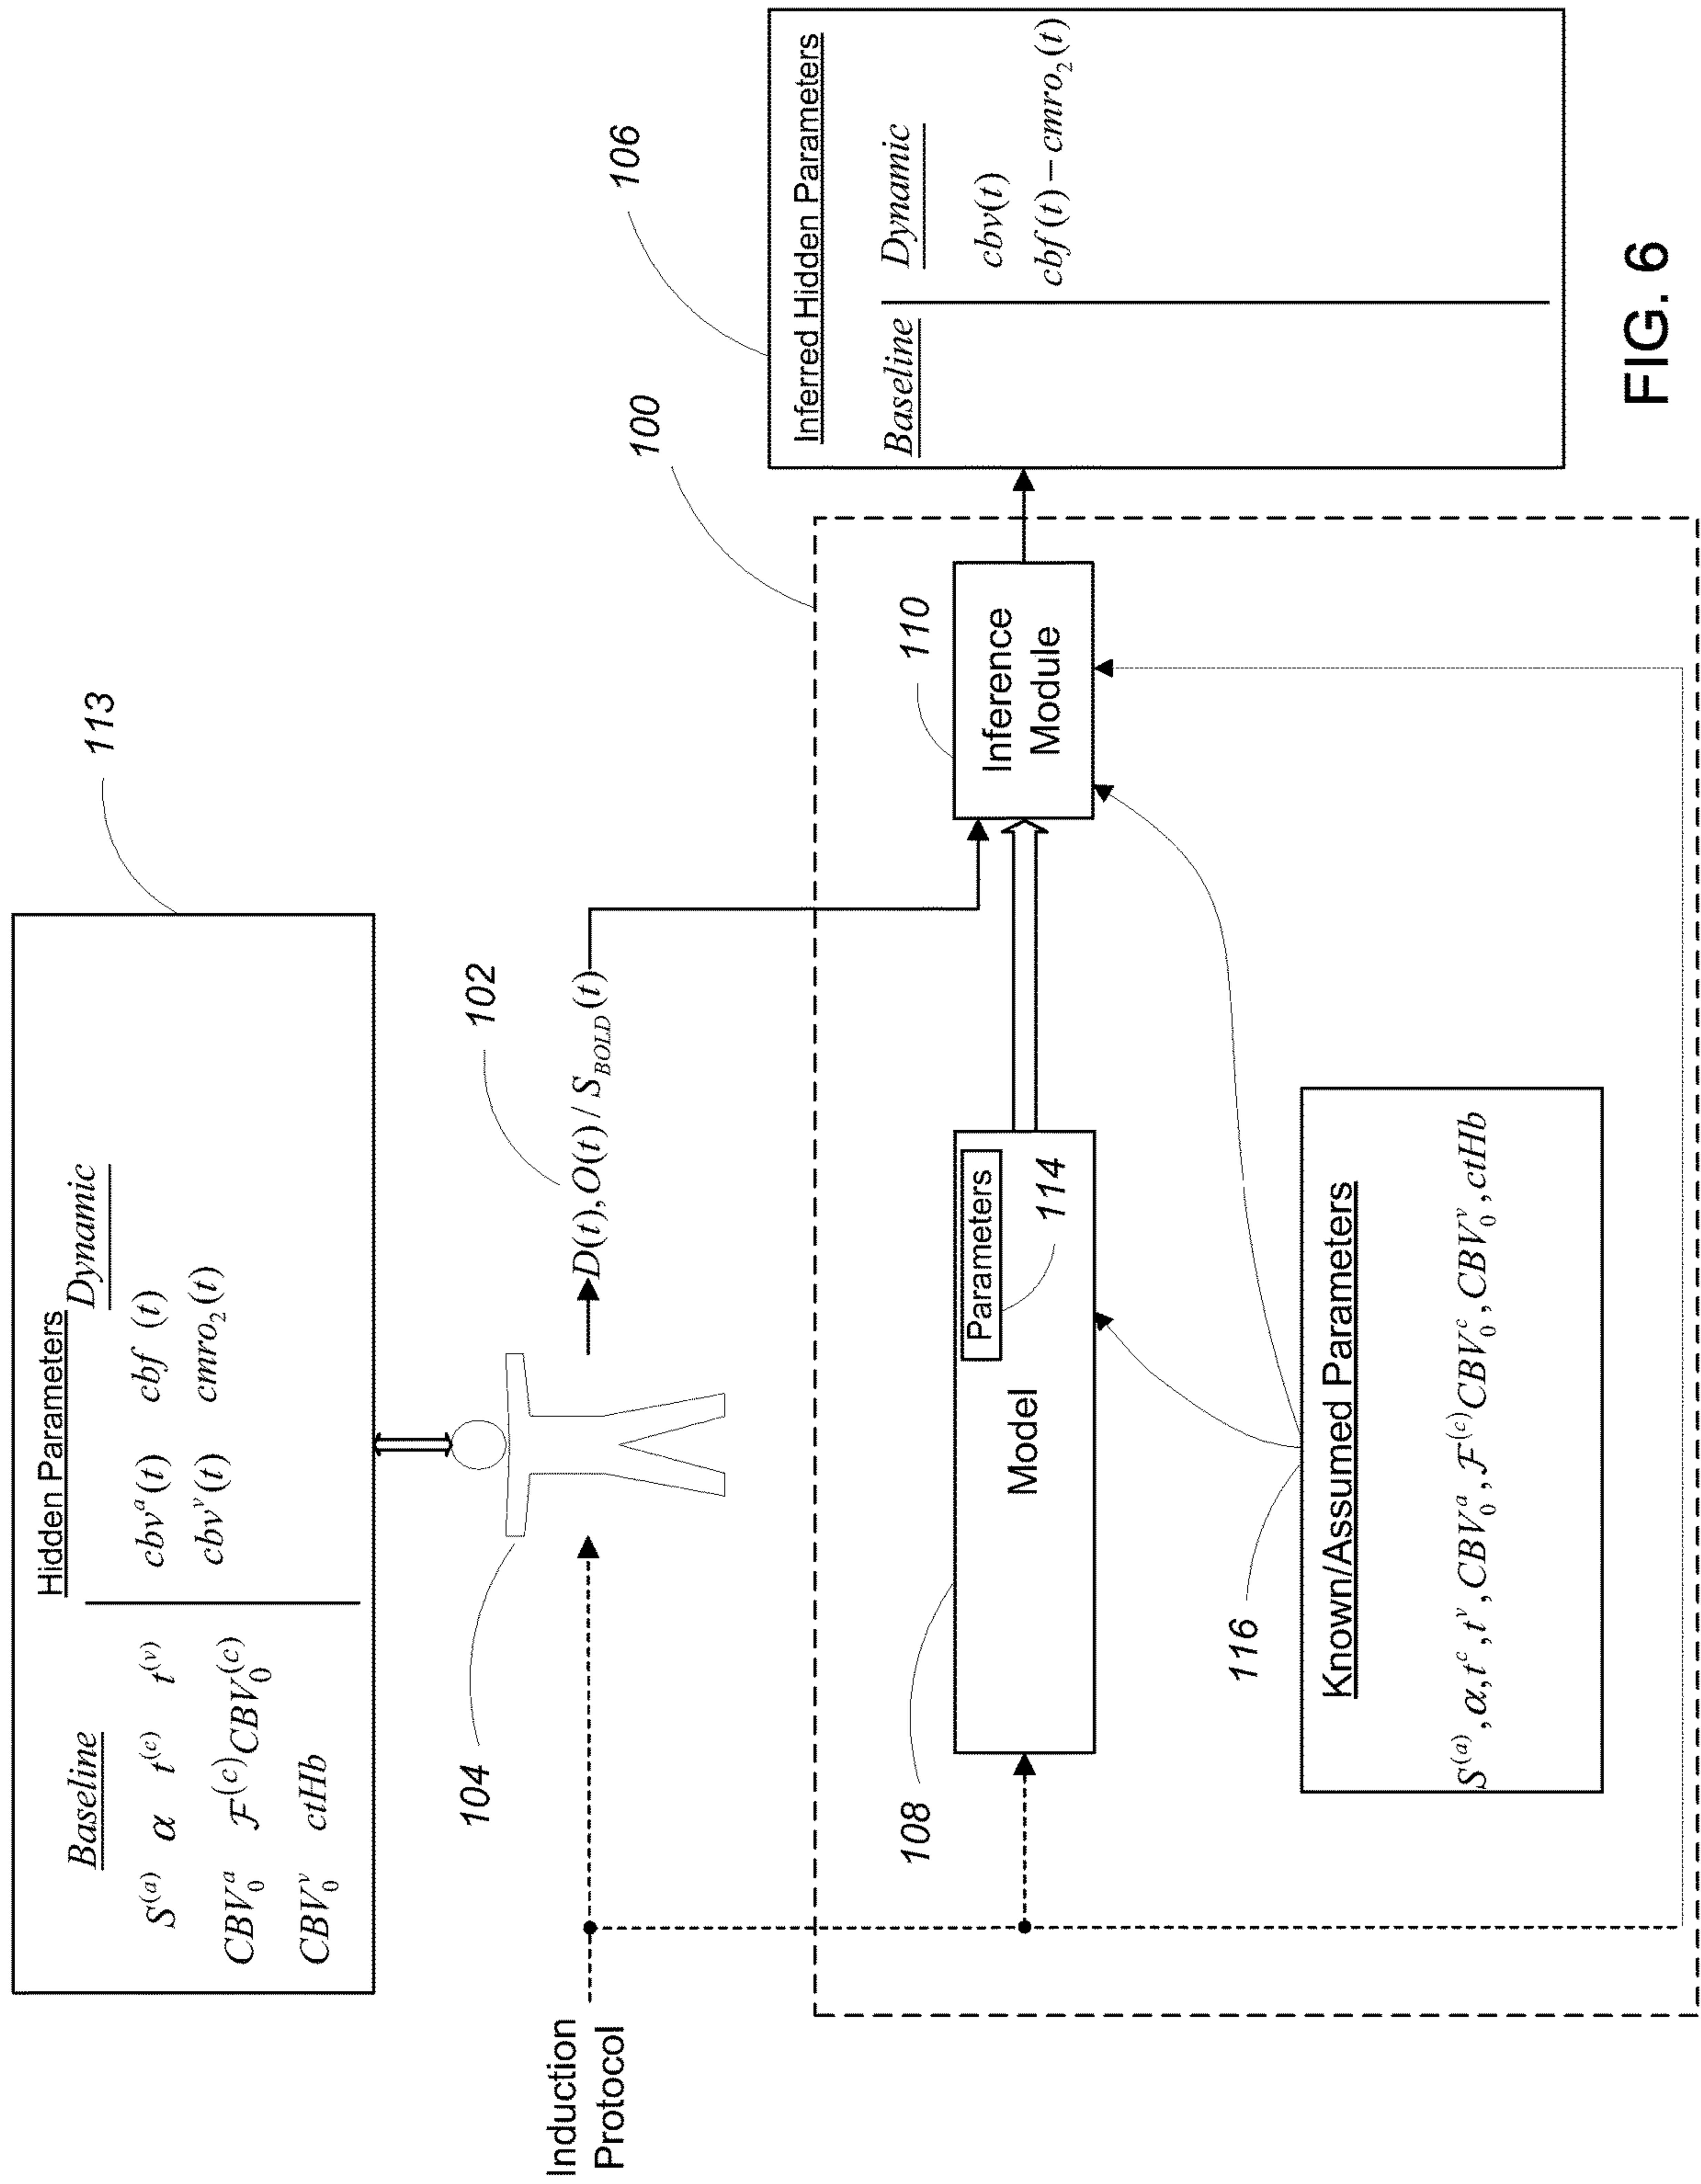 113
Hidden Parameters
Baseline
Dynamic
S^(a) α t^(c) t^(v)
cbv^a(t) cbf (t)
CBV_0^a ℱ^(c)CBV_0^(c)
cbv^v(t) cmro_2(t)
CBV_0^v ctHb
104
102
Induction
Protocol
D(t),O(t) / S_BOLD(t)
100
106
Inferred Hidden Parameters
Baseline
Dynamic
cbv(t)
cbf (t) − cmro_2(t)
108
Model
Parameters
114
110
Inference
Module
116
Known/Assumed Parameters
S^(a),α,t^c,t^v,CBV_0^a,ℱ^(c)CBV_0^c,CBV_0^v,ctHb
FIG. 6